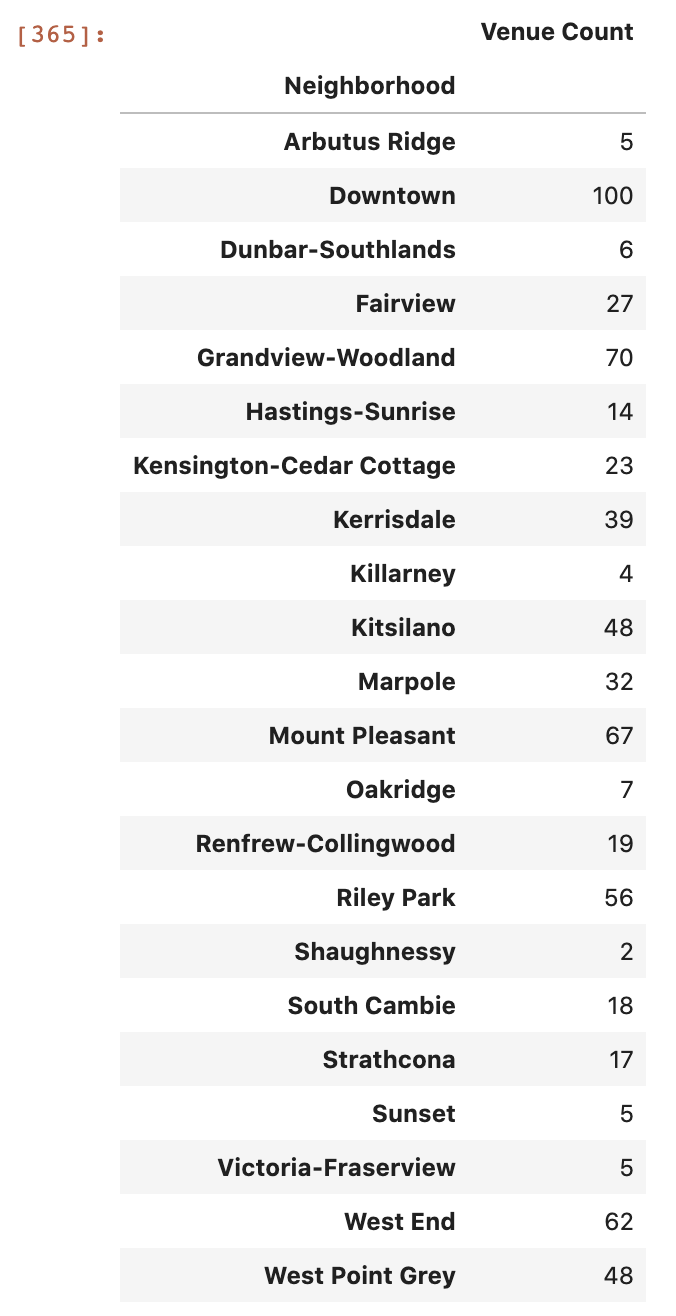 [365]: Venue Count
Neighborhood
Arbutus Ridge 5
Downtown 100
Dunbar-Southlands 6
Fairview 27
Grandview-Woodland 70
Hastings-Sunrise 14
Kensington-Cedar Cottage 23
Kerrisdale 39
Killarney 4
Kitsilano 48
Marpole 32
Mount Pleasant 67
Oakridge 7
Renfrew-Collingwood 19
Riley Park 56
Shaughnessy 2
South Cambie 18
Strathcona 17
Sunset 5
Victoria-Fraserview 5
West End 62
West Point Grey 48